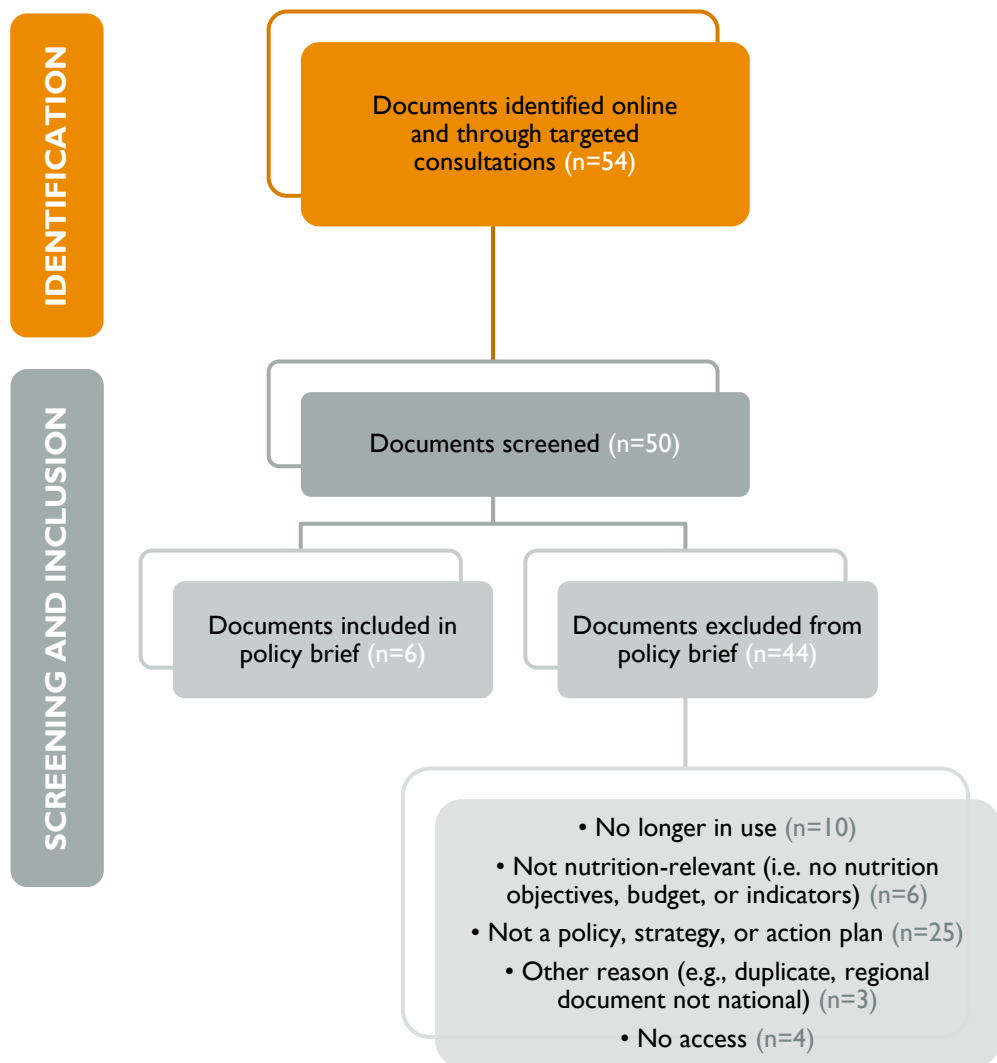 IDENTIFICATION
Documents identified online
and through targeted
consultations (n=54)
SCREENING AND INCLUSION
Documents screened (n=50)
Documents included in
policy brief (n=6)
Documents excluded from
policy brief (n=44)
• No longer in use (n=10)
• Not nutrition-relevant (i.e. no nutrition
objectives, budget, or indicators) (n=6)
• Not a policy, strategy, or action plan (n=25)
• Other reason (e.g., duplicate, regional
document not national) (n=3)
• No access (n=4)